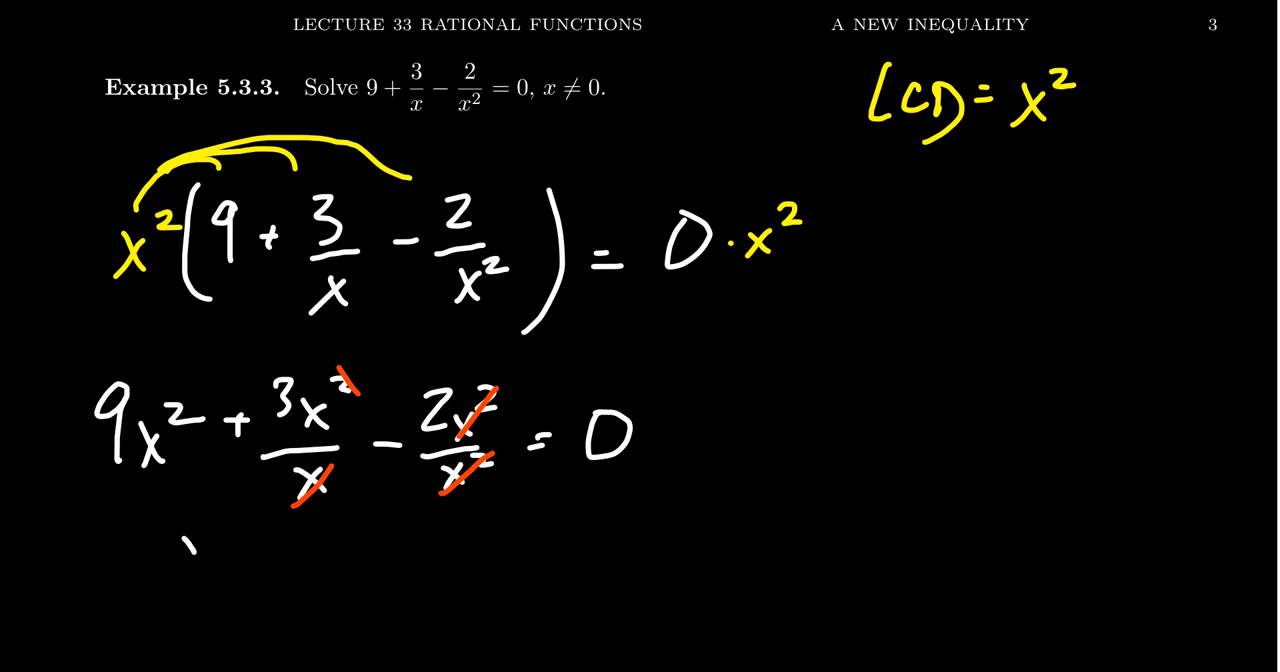 LECTURE 33 RATIONAL FUNCTIONS A NEW INEQUALITY 3
Example 5.3.3. Solve 9 + 3/x − 2/x² = 0, x ≠ 0.
LCD = x²
x²(9 + 3/x − 2/x²) = 0 · x²
9x² + 3x²/x − 2x²/x² = 0